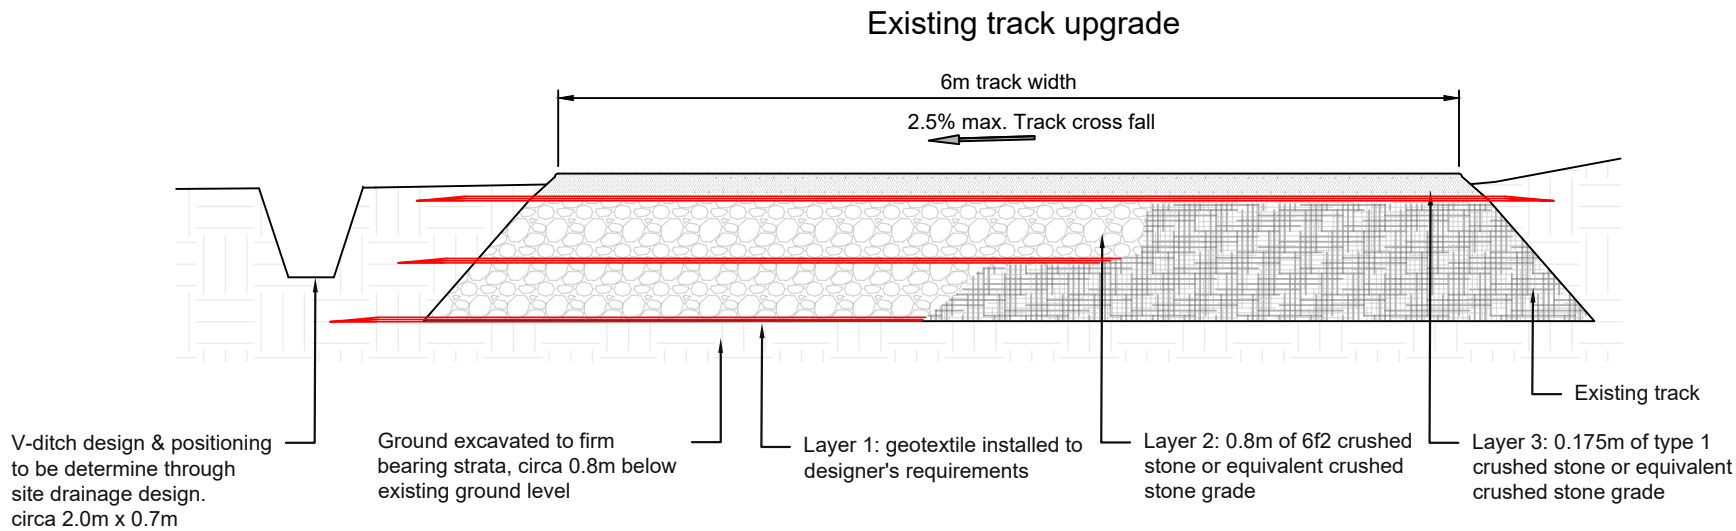 Existing track upgrade
6m track width
2.5% max. Track cross fall
Existing track
V-ditch design & positioning
to be determine through
site drainage design.
circa 2.0m x 0.7m
Ground excavated to firm
bearing strata, circa 0.8m below
existing ground level
Layer 1: geotextile installed to
designer's requirements
Layer 2: 0.8m of 6f2 crushed
stone or equivalent crushed
stone grade
Layer 3: 0.175m of type 1
crushed stone or equivalent
crushed stone grade